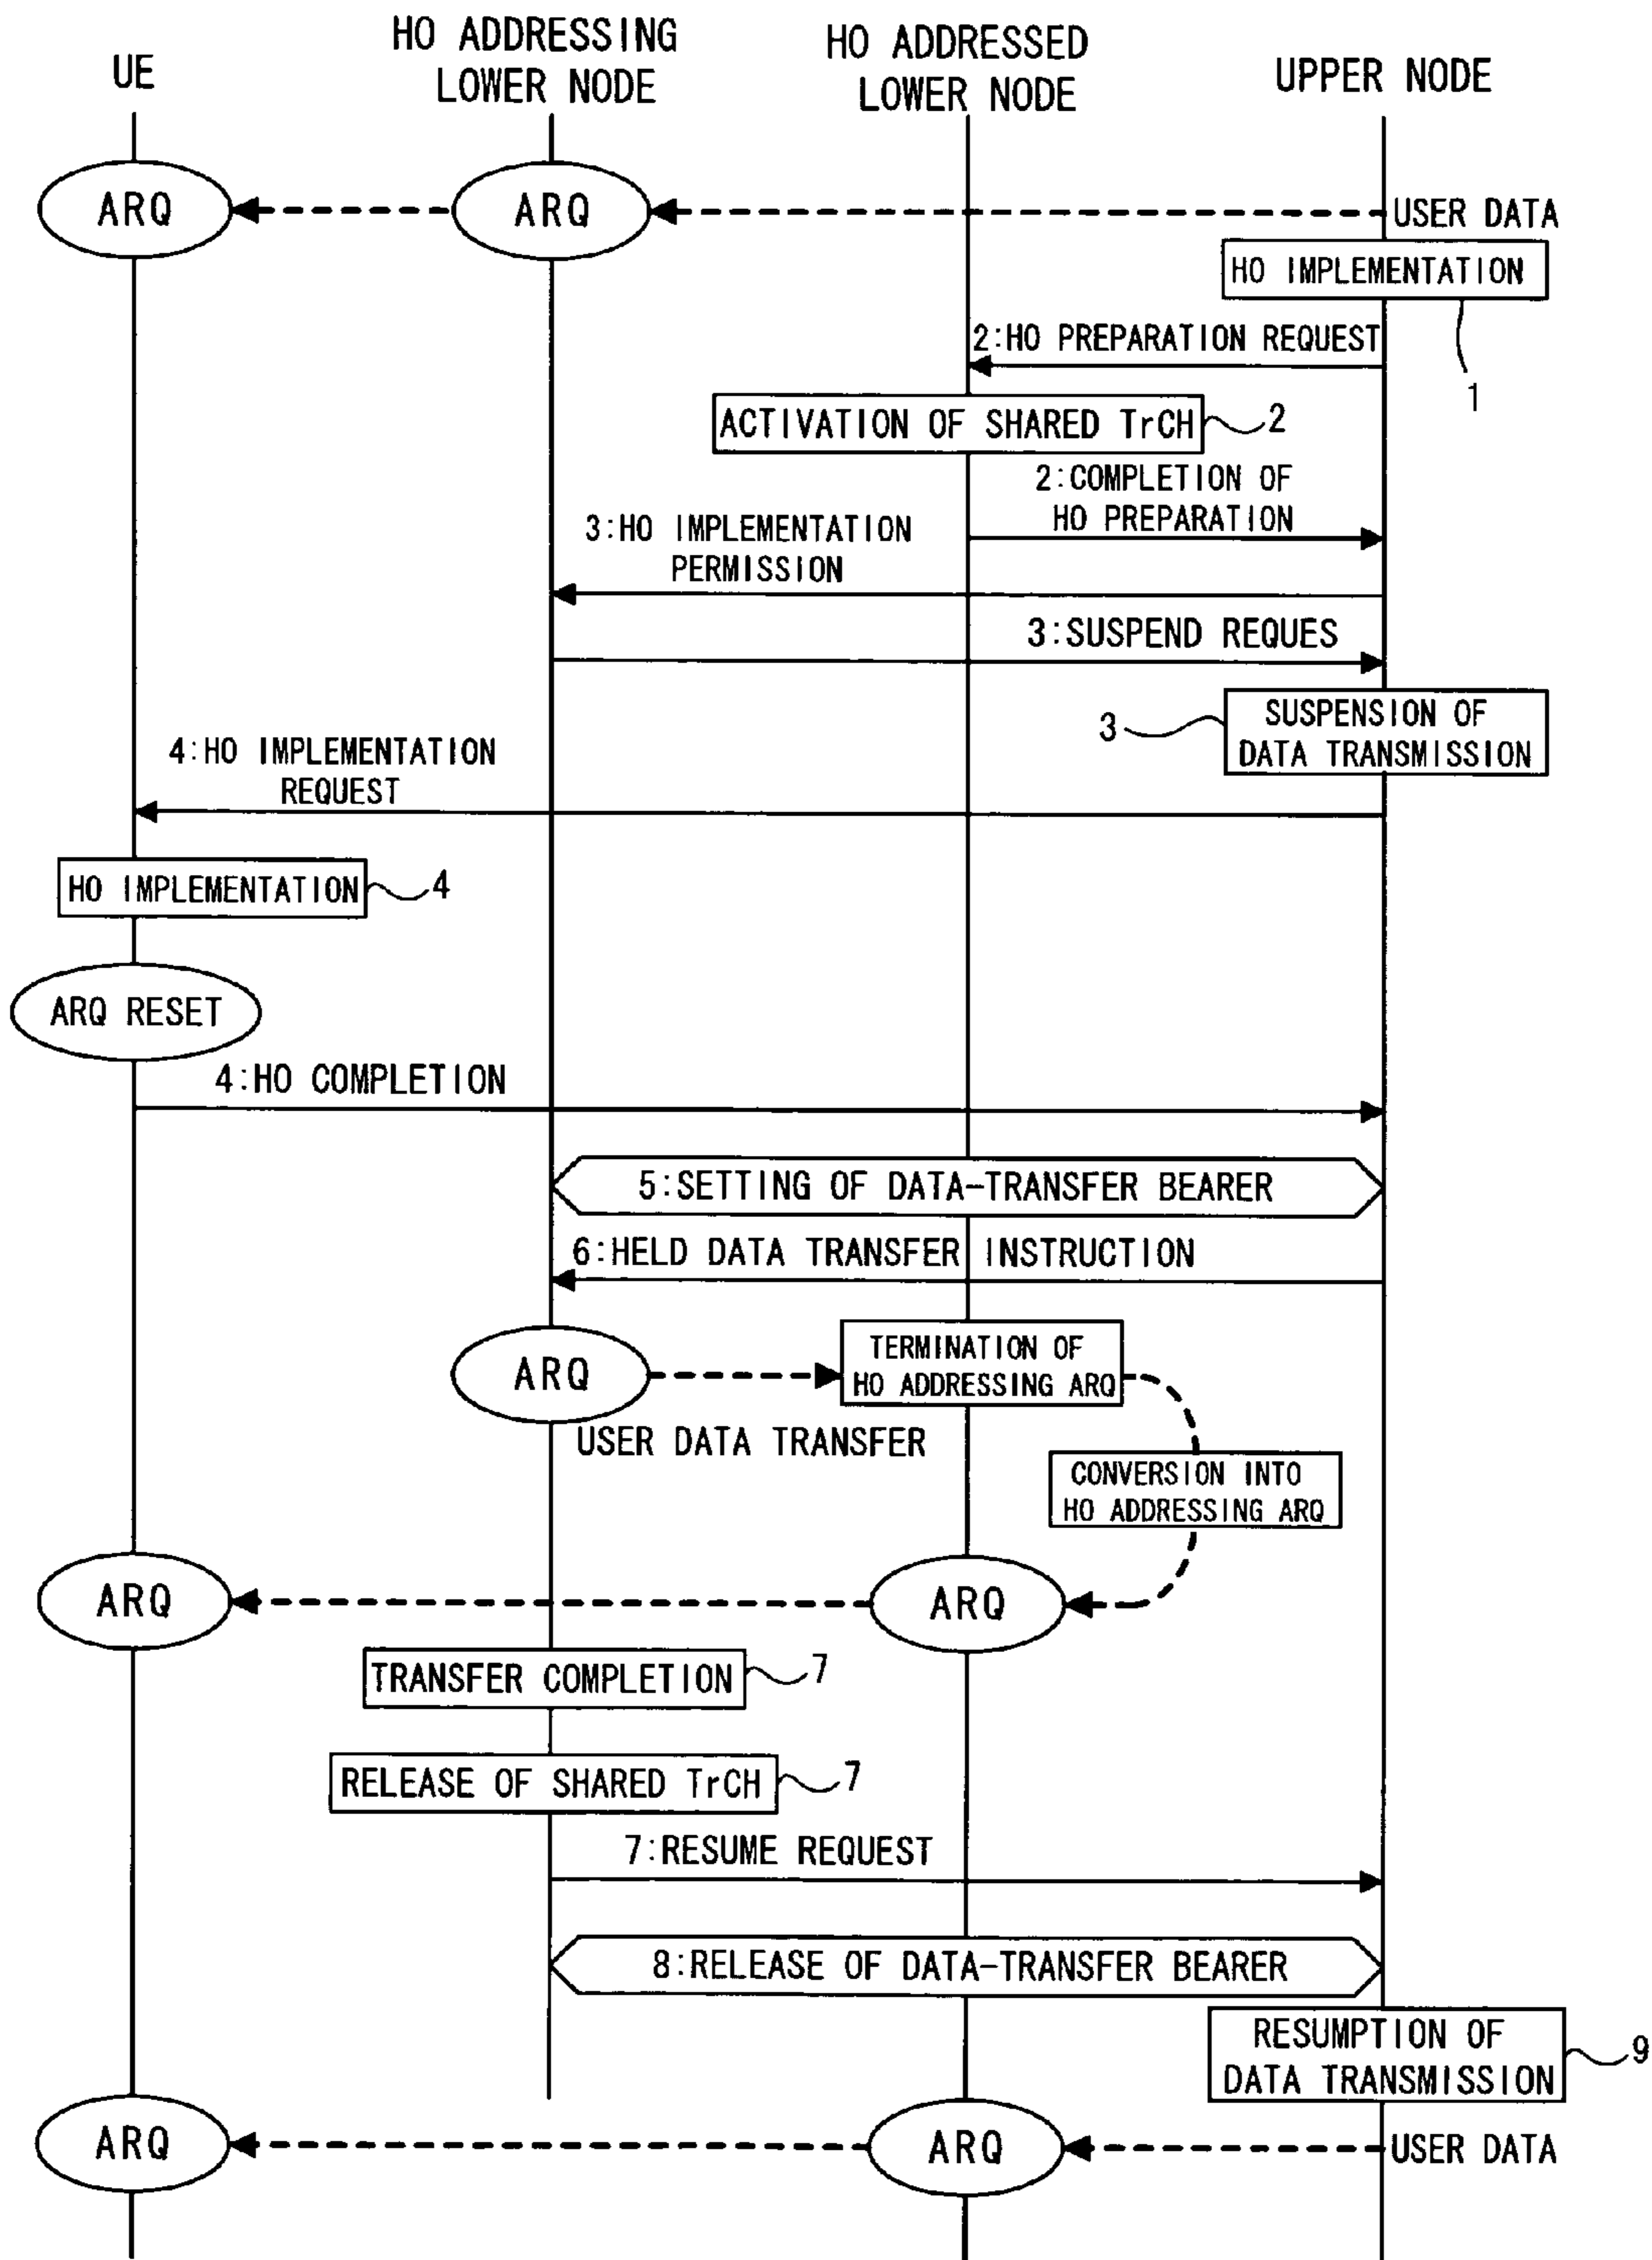 UE
HO ADDRESSING
LOWER NODE
HO ADDRESSED
LOWER NODE
UPPER NODE
ARQ
ARQ
USER DATA
HO IMPLEMENTATION
1
2:HO PREPARATION REQUEST
ACTIVATION OF SHARED TrCH
2
2:COMPLETION OF
HO PREPARATION
3:HO IMPLEMENTATION
PERMISSION
3:SUSPEND REQUES
3
SUSPENSION OF
DATA TRANSMISSION
4:HO IMPLEMENTATION
REQUEST
HO IMPLEMENTATION
4
ARQ RESET
4:HO COMPLETION
5:SETTING OF DATA-TRANSFER BEARER
6:HELD DATA TRANSFER INSTRUCTION
ARQ
TERMINATION OF
HO ADDRESSING ARQ
USER DATA TRANSFER
CONVERSION INTO
HO ADDRESSING ARQ
ARQ
ARQ
TRANSFER COMPLETION
7
RELEASE OF SHARED TrCH
7
7:RESUME REQUEST
8:RELEASE OF DATA-TRANSFER BEARER
RESUMPTION OF
DATA TRANSMISSION
9
ARQ
ARQ
USER DATA